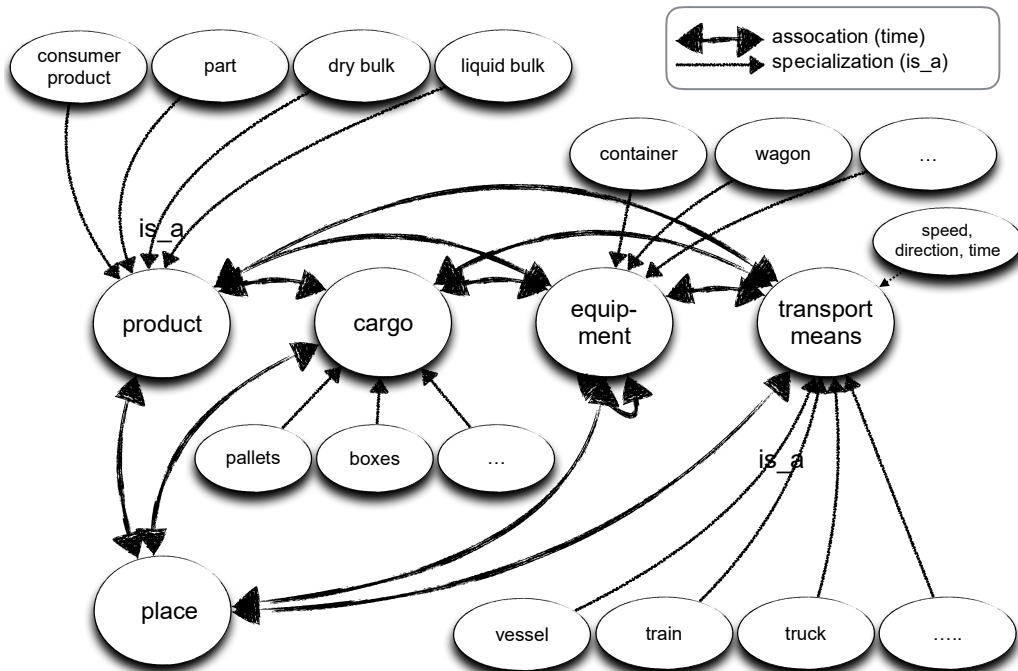 assocation (time)
specialization (is_a)
consumer
product
part
dry bulk
liquid bulk
container
wagon
…
is_a
speed,
direction, time
product
cargo
equip-
ment
transport
means
pallets
boxes
…
is_a
place
vessel
train
truck
…..